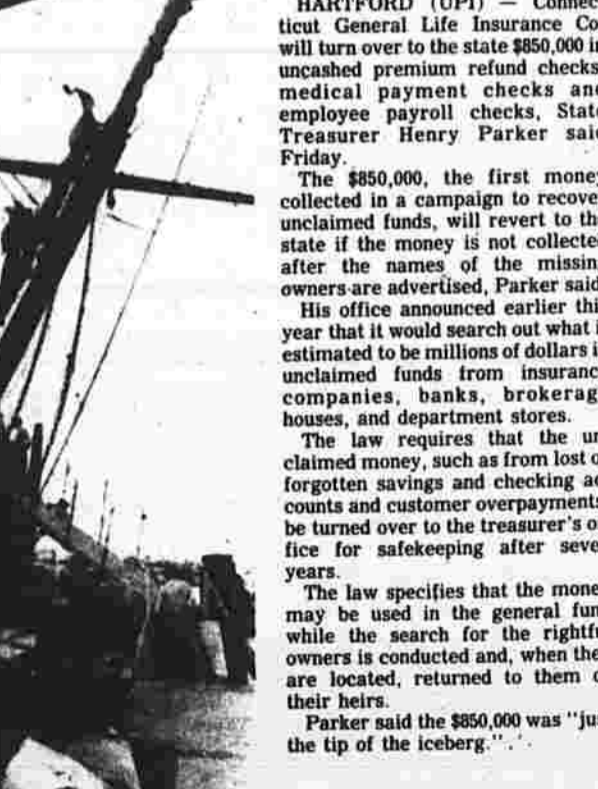 HARTFORD (UPI) — Connec
ticut General Life Insurance Co
will turn over to the state $850,000 i
uncashed premium refund checks
medical payment checks an
employee payroll checks, Stat
Treasurer Henry Parker sai
Friday.
The $850,000, the first money
collected in a campaign to recove
unclaimed funds, will revert to th
state if the money is not collecte
after the names of the missin
owners are advertised, Parker said
His office announced earlier thi
year that it would search out what i
estimated to be millions of dollars i
unclaimed funds from insuranc
companies, banks, brokerag
houses, and department stores.
The law requires that the un
claimed money, such as from lost o
forgotten savings and checking ac
counts and customer overpayments
be turned over to the treasurer's of
fice for safekeeping after seve
years.
The law specifies that the mone
may be used in the general fun
while the search for the rightfu
owners is conducted and, when the
are located, returned to them o
their heirs.
Parker said the $850,000 was "jus
the tip of the iceberg."